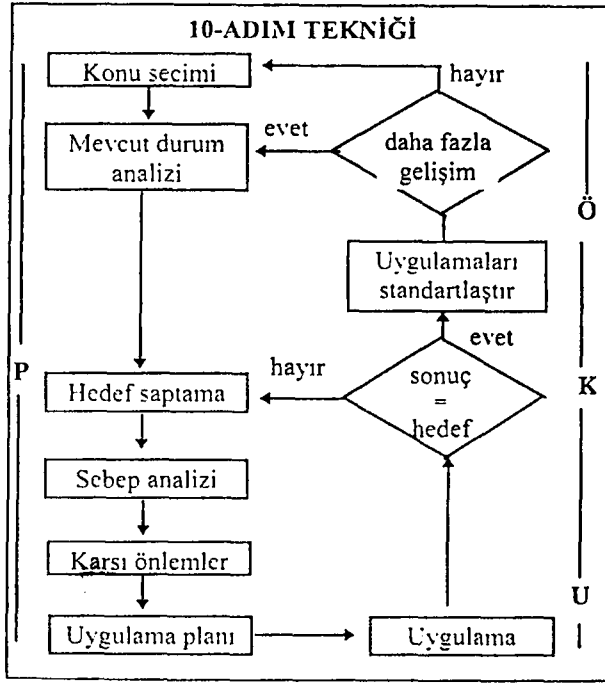 10-ADIM TEKNİĞİ
Konu secimi
hayır
Mevcut durum
analizi
evet
daha fazla
gelişim
Ö
Uygulamaları
standartlaştır
evet
P
Hedef saptama
hayır
sonuç
=
hedef
K
Sebep analizi
Karsı önlemler
Uygulama planı
Uygulama
U